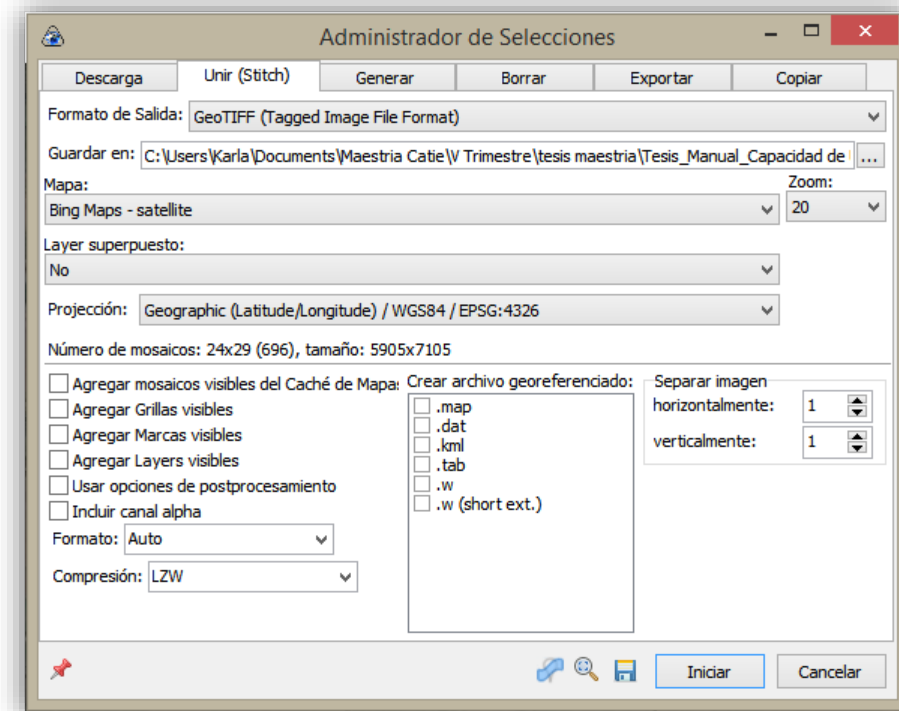 Administrador de Selecciones
Descarga Unir (Stitch) Generar Borrar Exportar Copiar
Formato de Salida: GeoTIFF (Tagged Image File Format)
Guardar en: C:\Users\Karla\Documents\Maestria Catie\V Trimestre\tesis maestria\Tesis_Manual_Capacidad de ...
Mapa: Zoom:
Bing Maps - satellite 20
Layer superpuesto:
No
Projección: Geographic (Latitude/Longitude) / WGS84 / EPSG:4326
Número de mosaicos: 24x29 (696), tamaño: 5905x7105
Agregar mosaicos visibles del Caché de Mapas
Agregar Grillas visibles
Agregar Marcas visibles
Agregar Layers visibles
Usar opciones de postprocesamiento
Incluir canal alpha
Formato: Auto
Compresión: LZW
Crear archivo georeferenciado:
.map
.dat
.kml
.tab
.w
.w (short ext.)
Separar imagen
horizontalmente: 1
verticalmente: 1
Iniciar Cancelar